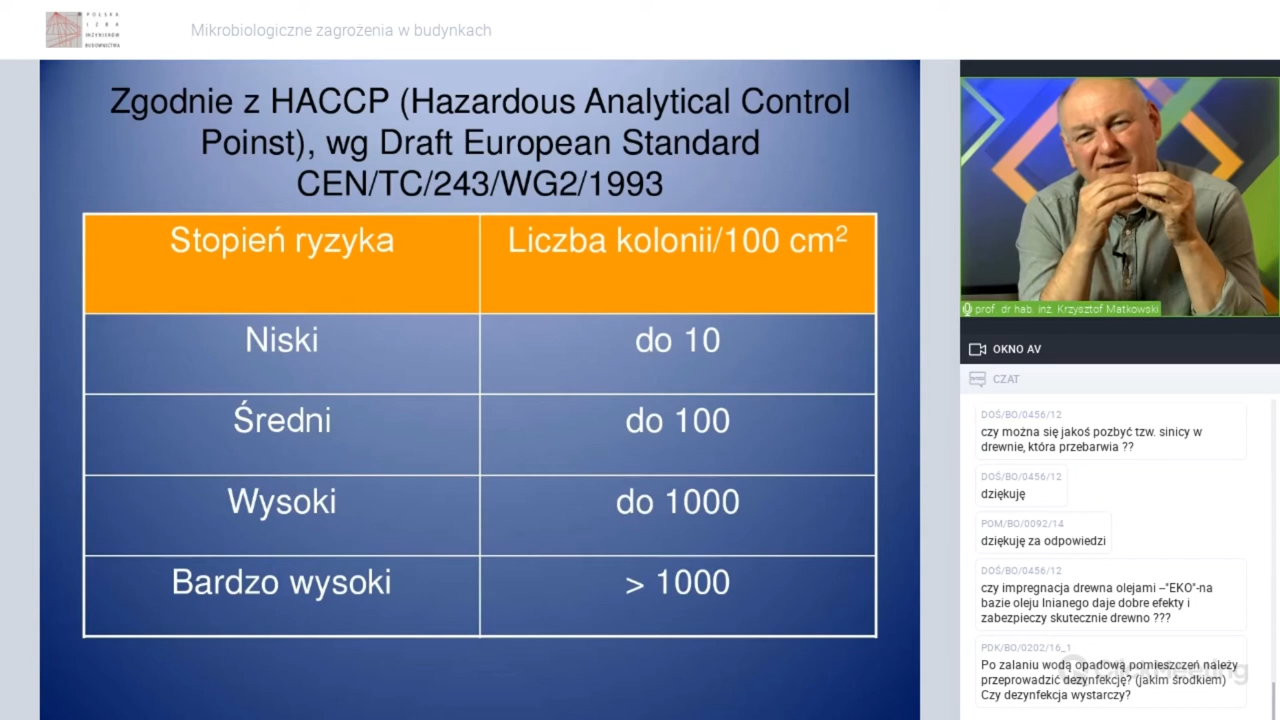 POLSKA
IZBA
INŻYNIERÓW
BUDOWNICTWA
Mikrobiologiczne zagrożenia w budynkach
Zgodnie z HACCP (Hazardous Analytical Control
Poinst), wg Draft European Standard
CEN/TC/243/WG2/1993
Stopień ryzyka
Liczba kolonii/100 cm²
Niski
do 10
Średni
do 100
Wysoki
do 1000
Bardzo wysoki
> 1000
prof. dr hab. inż. Krzysztof Matkowski
OKNO AV
CZAT
DOŚ/BO/0456/12
czy można się jakoś pozbyć tzw. sinicy w
drewnie, która przebarwia ??
DOŚ/BO/0456/12
dziękuję
POM/BO/0092/14
dziękuję za odpowiedzi
DOŚ/BO/0456/12
czy impregnacja drewna olejami –"EKO"-na
bazie oleju lnianego daje dobre efekty i
zabezpieczy skutecznie drewno ???
PDK/BO/0202/16_1
Po zalaniu wodą opadową pomieszczeń należy
przeprowadzić dezynfekcję? (jakim środkiem)
Czy dezynfekcja wystarczy?